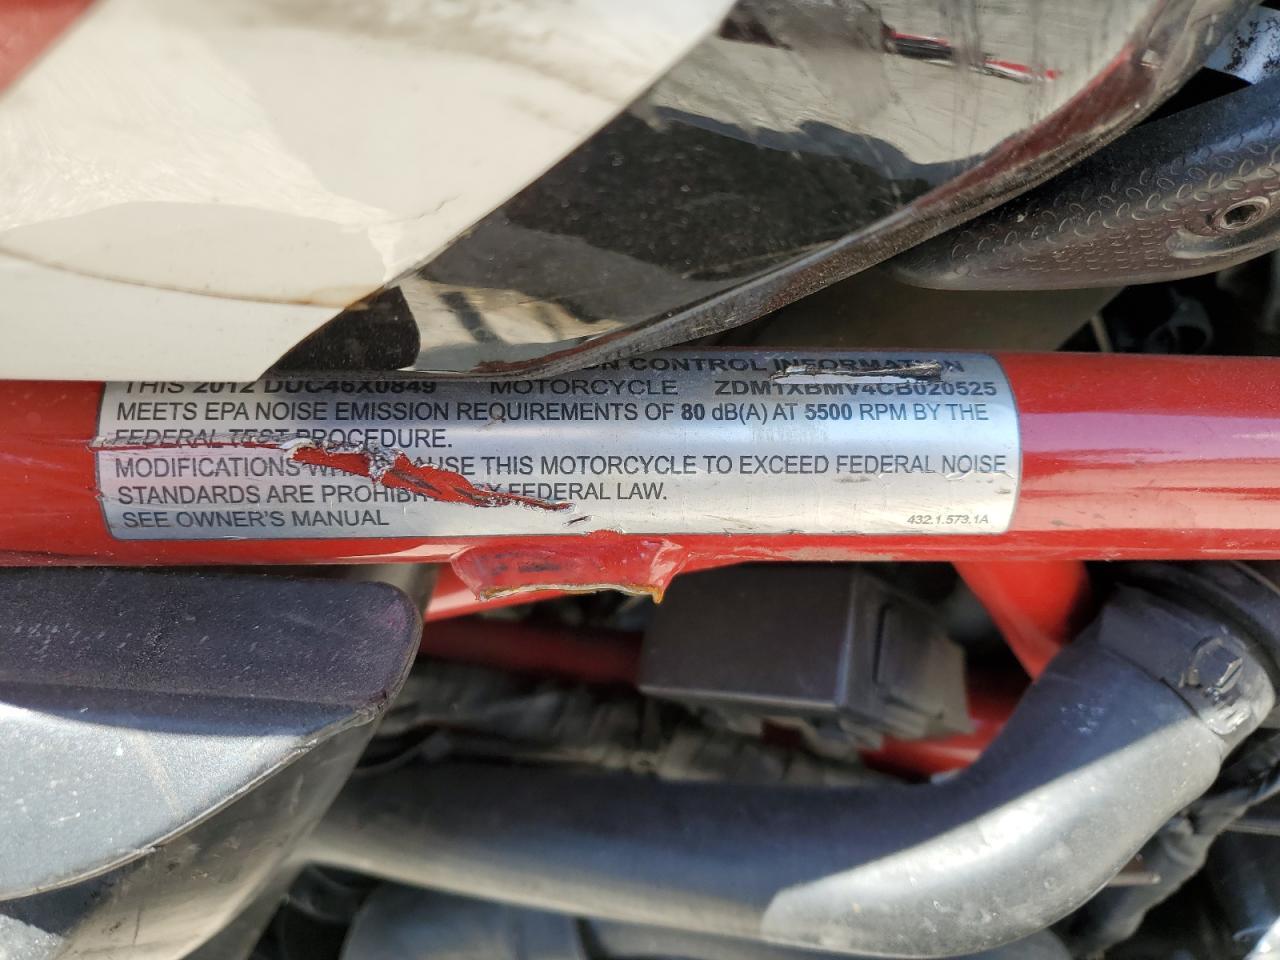 CONTROL INFORMATION
THIS 2012 DUC46X0849 MOTORCYCLE ZDM1XBMV4CB020525
MEETS EPA NOISE EMISSION REQUIREMENTS OF 80 dB(A) AT 5500 RPM BY THE
FEDERAL TEST PROCEDURE.
MODIFICATIONS THIS MOTORCYCLE TO EXCEED FEDERAL NOISE
STANDARDS ARE FEDERAL LAW.
SEE OWNER'S MANUAL 432.1.573.1A